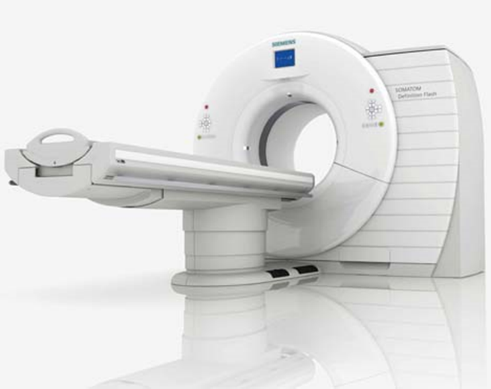 SIEMENS
SOMATOM
Definition Flash